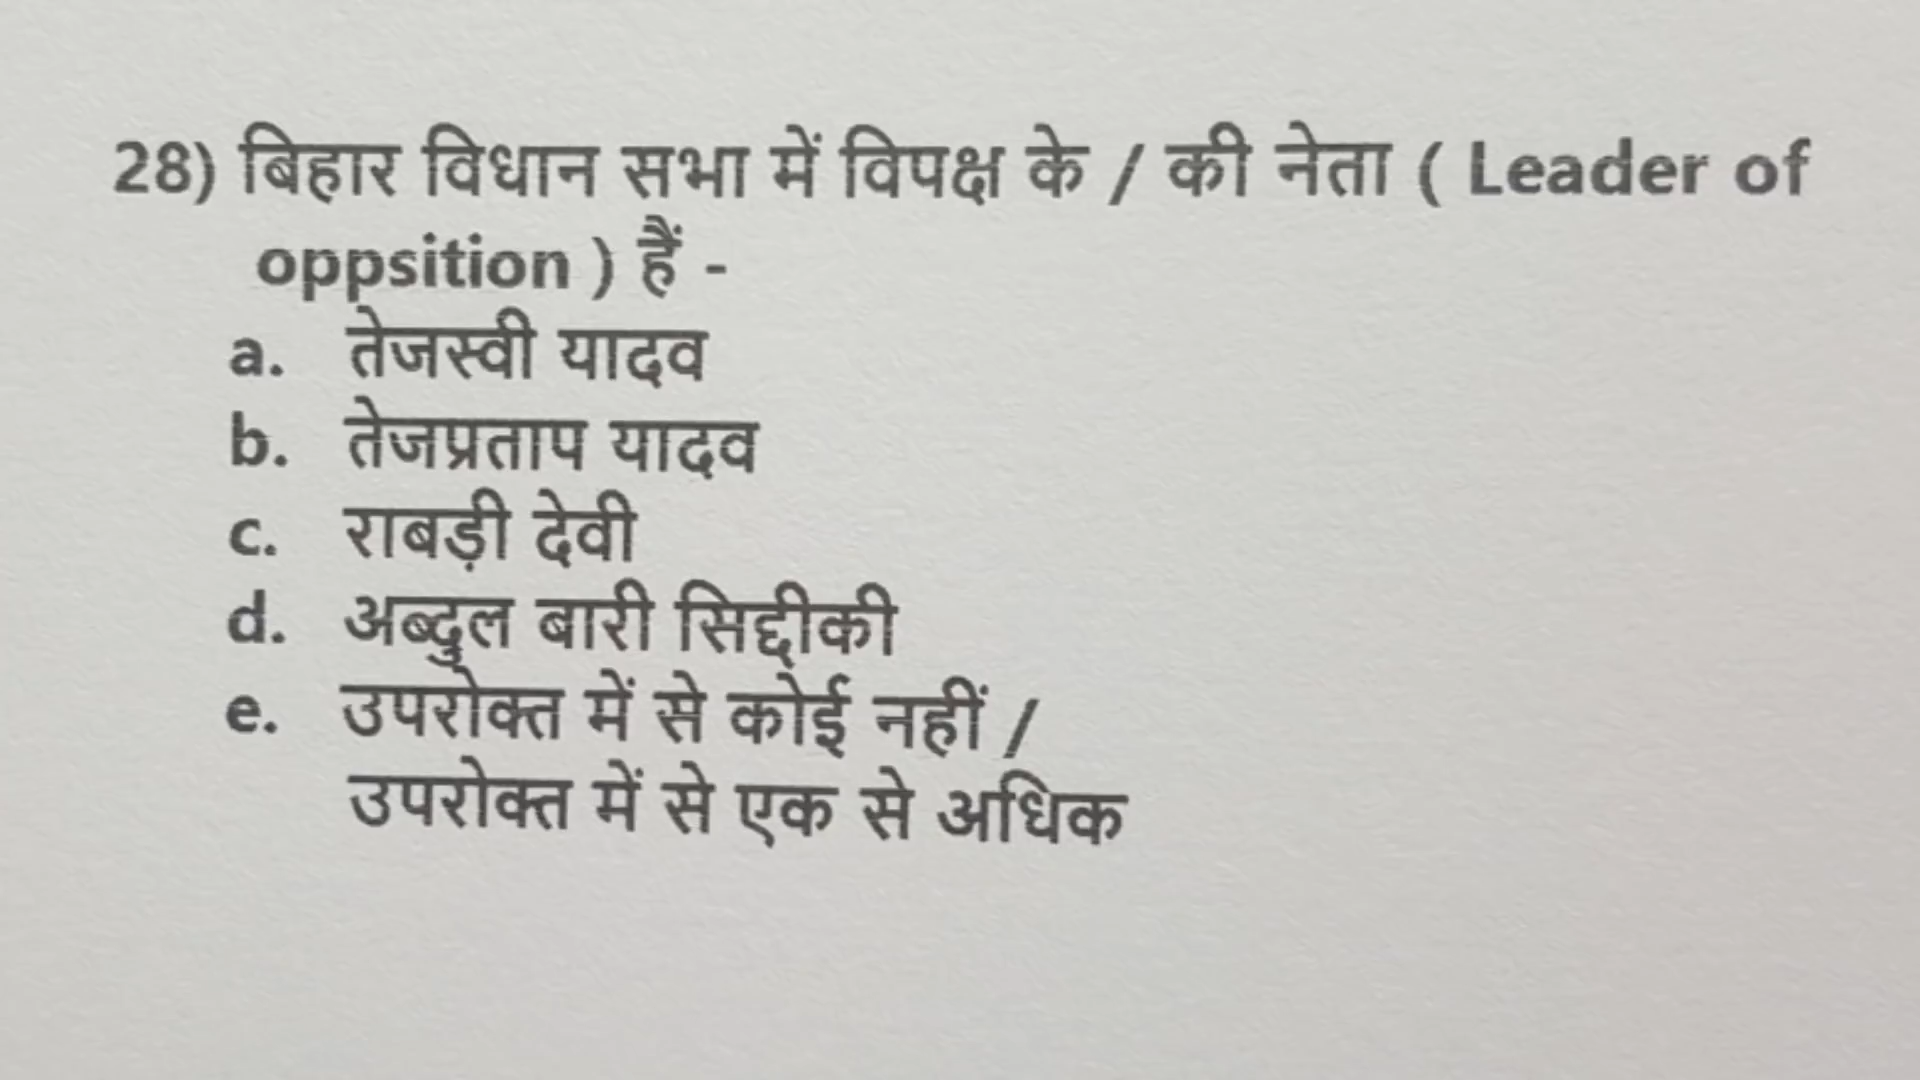 28) बिहार विधान सभा में विपक्ष के / की नेता ( Leader of
oppsition ) हैं -
a. तेजस्वी यादव
b. तेजप्रताप यादव
c. राबड़ी देवी
d. अब्दुल बारी सिद्दीकी
e. उपरोक्त में से कोई नहीं /
उपरोक्त में से एक से अधिक